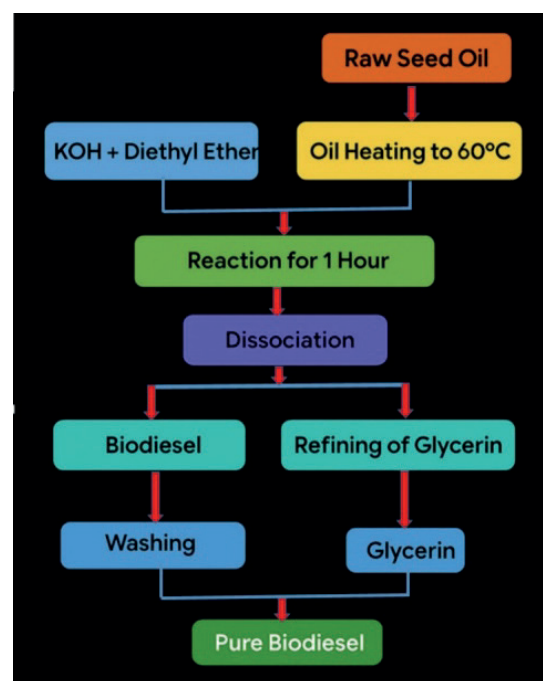 Raw Seed Oil
KOH + Diethyl Ether
Oil Heating to 60°C
Reaction for 1 Hour
Dissociation
Biodiesel
Refining of Glycerin
Washing
Glycerin
Pure Biodiesel